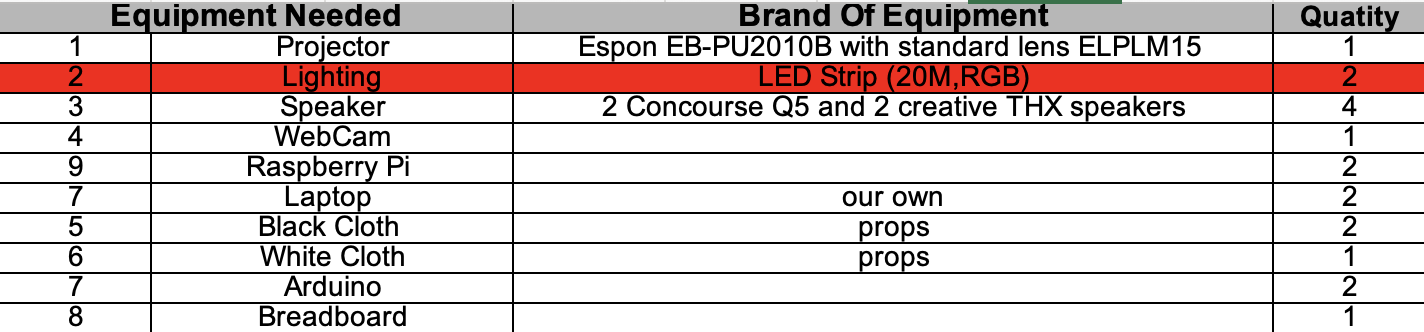 Equipment Needed Brand Of Equipment Quatity
1 Projector Espon EB-PU2010B with standard lens ELPLM15 1
2 Lighting LED Strip (20M,RGB) 2
3 Speaker 2 Concourse Q5 and 2 creative THX speakers 4
4 WebCam 1
9 Raspberry Pi 2
7 Laptop our own 2
5 Black Cloth props 2
6 White Cloth props 1
7 Arduino 2
8 Breadboard 1